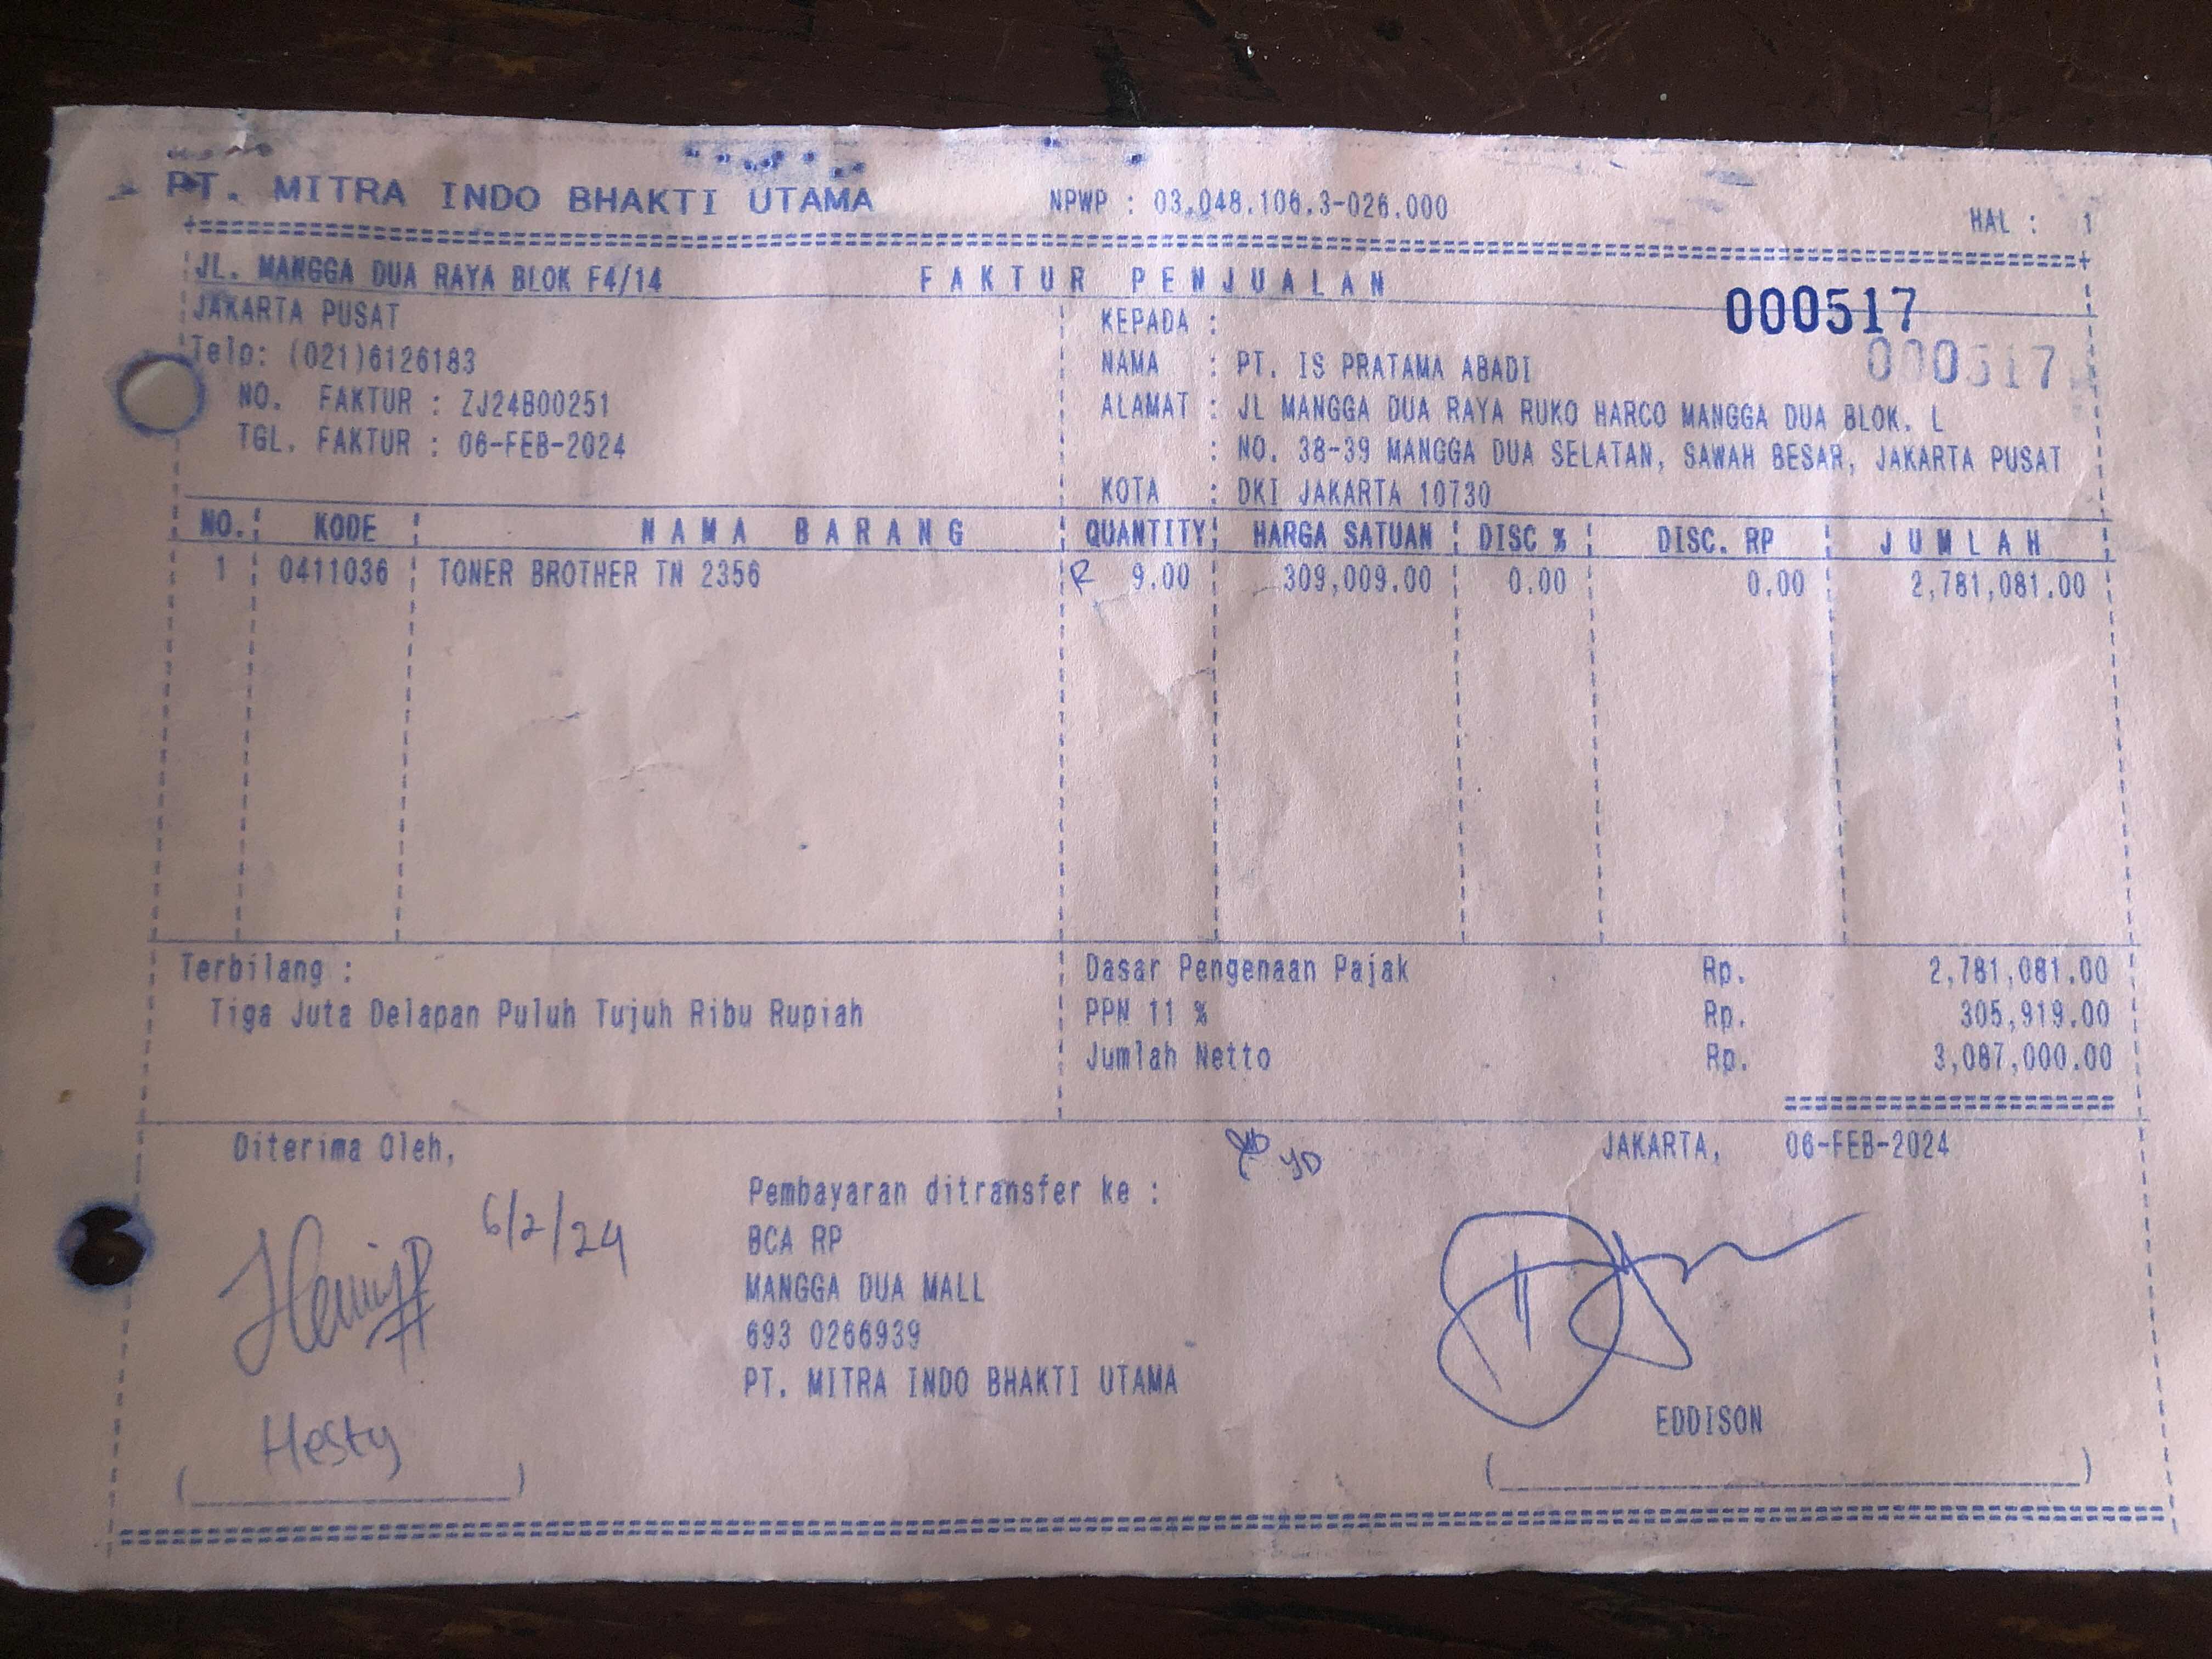 PT. MITRA INDO BHAKTI UTAMA NPWP : 03.048.106.3-026.000
HAL : 1
JL. MANGGA DUA RAYA BLOK F4/14 FAKTUR PENJUALAN
000517
JAKARTA PUSAT KEPADA :
000517
Telp: (021)6126183 NAMA : PT. IS PRATAMA ABADI
NO. FAKTUR : ZJ24B00251 ALAMAT : JL MANGGA DUA RAYA RUKO HARCO MANGGA DUA BLOK. L
TGL. FAKTUR : 06-FEB-2024 : NO. 38-39 MANGGA DUA SELATAN, SAWAH BESAR, JAKARTA PUSAT
KOTA : DKI JAKARTA 10730
NO. KODE NAMA BARANG QUANTITY HARGA SATUAN DISC % DISC. RP JUMLAH
1 0411036 TONER BROTHER TN 2356 R 9.00 309,009.00 0.00 0.00 2,781,081.00
Terbilang : Dasar Pengenaan Pajak Rp. 2,781,081.00
Tiga Juta Delapan Puluh Tujuh Ribu Rupiah PPN 11 % Rp. 305,919.00
Jumlah Netto Rp. 3,087,000.00
Diterima Oleh, JAKARTA, 06-FEB-2024
Pembayaran ditransfer ke :
6/2/24
BCA RP
MANGGA DUA MALL
693 0266939
PT. MITRA INDO BHAKTI UTAMA
EDDISON
Hesty